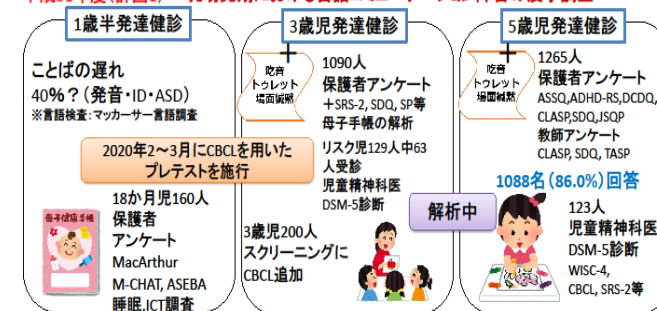 1歳半発達健診
ことばの遅れ
40%?(発音・ID・ASD)
※言語検査:マッカーサー言語調査
2020年2~3月にCBCLを用いた
プレテストを施行
18か月児160人
保護者
アンケート
MacArthur
M-CHAT, ASEBA
睡眠,ICT調査
母子健康手帳
3歳児発達健診
吃音
トゥレット
場面緘黙
1090人
保護者アンケート
+SRS-2, SDQ, SP等
母子手帳の解析
リスク児129人中63
人受診
児童精神科医
DSM-5診断
3歳児200人
スクリーニングに
CBCL追加
解析中
5歳児発達健診
吃音
トゥレット
場面緘黙
1265人
保護者アンケート
ASSQ,ADHD-RS,DCDQ,
CLASP,SDQ,JSQP
教師アンケート
CLASP, SDQ, TASP
1088名(86.0%)回答
123人
児童精神科医
DSM-5診断
WISC-4,
CBCL, SRS-2等